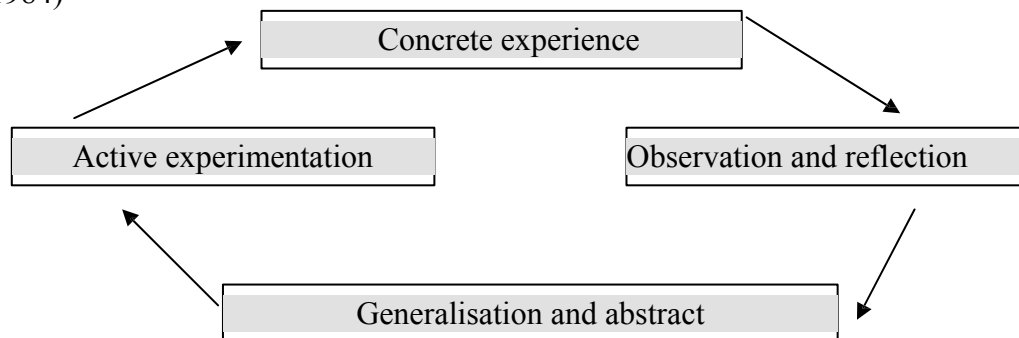 Concrete experience
Active experimentation
Observation and reflection
Generalisation and abstract